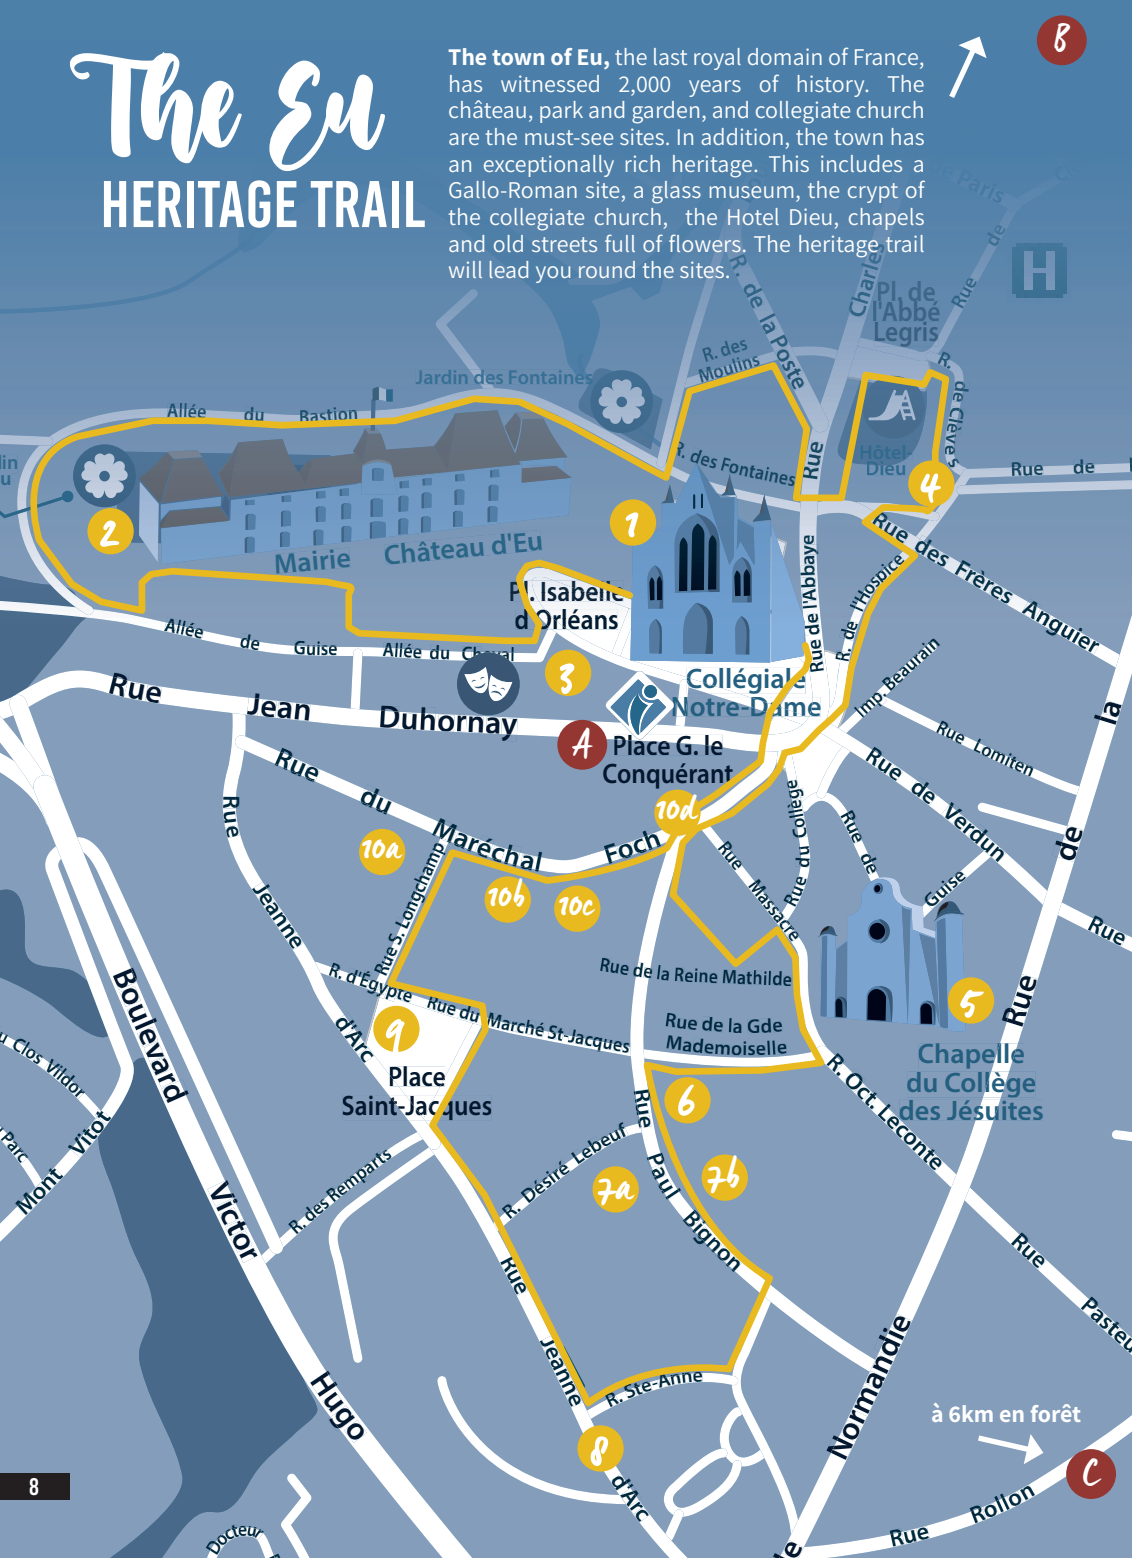 The Eu
HERITAGE TRAIL
The town of Eu, the last royal domain of France,
has witnessed 2,000 years of history. The
château, park and garden, and collegiate church
are the must-see sites. In addition, the town has
an exceptionally rich heritage. This includes a
Gallo-Roman site, a glass museum, the crypt of
the collegiate church, the Hotel Dieu, chapels
and old streets full of flowers. The heritage trail
will lead you round the sites.
B
Paris
de
Rue
H
Charles
Pl. de
l'Abbé
Legris
R. de la Poste
R. des
Moulins
Jardin des Fontaines
Allée du Bastion
R. de Clèves
R. des Fontaines
Rue
Hôtel-
Dieu
4
Rue de
2
1
Mairie
Château d'Eu
Rue des Frères Anguier
Pl. Isabelle
d'Orléans
Rue de l'Abbaye
R. de l'Hospice
Allée de Guise
Allée du Cheval
3
Imp. Beaurain
Collégiale
Notre-Dame
Rue Jean Duhornay
A
Place G. le
Conquérant
Rue Lomiten
Rue de Verdun
Rue
Rue du Maréchal Foch
10d
Rue du Collège
Rue de Guise
Rue Massacre
10a
10b
10c
Rue S. Longchamp
Rue Jeanne d'Arc
R. d'Égypte
Rue du Marché St-Jacques
Rue de la Reine Mathilde
Rue de la Gde
Mademoiselle
5
Chapelle
du Collège
des Jésuites
9
Place
Saint-Jacques
6
R. Oct. Leconte
Rue Paul Bignon
7a
7b
R. Désiré Lebeuf
R. des Remparts
Clos Vildor
Parc
Mont Vitot
Boulevard Victor Hugo
Rue Jeanne d'Arc
R. Ste-Anne
8
Rue de la Normandie
Rue Pasteu
à 6km en forêt
C
Rue Rollon
Docteur
8